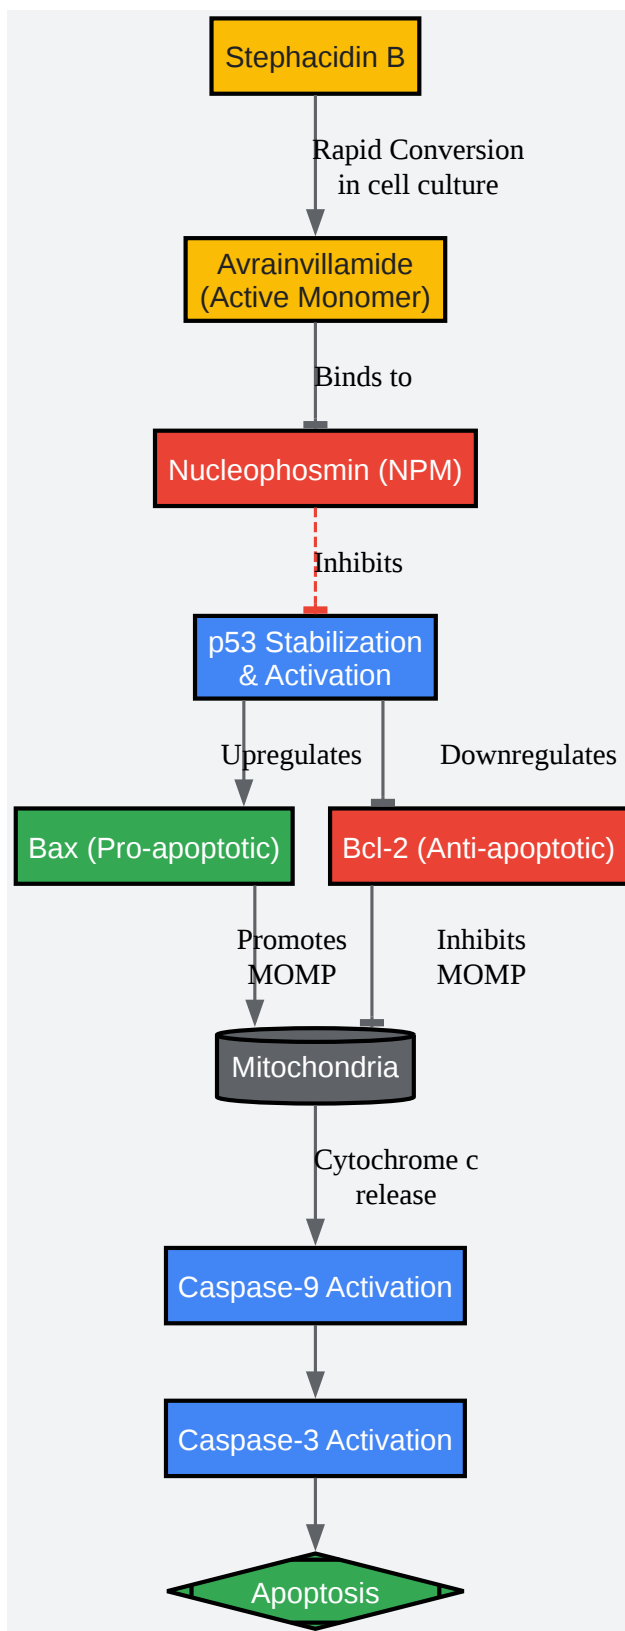 Stephacidin B
Rapid Conversion
in cell culture
Avrainvillamide
(Active Monomer)
Binds to
Nucleophosmin (NPM)
Inhibits
p53 Stabilization
& Activation
Upregulates
Downregulates
Bax (Pro-apoptotic)
Bcl-2 (Anti-apoptotic)
Promotes
MOMP
Inhibits
MOMP
Mitochondria
Cytochrome c
release
Caspase-9 Activation
Caspase-3 Activation
Apoptosis